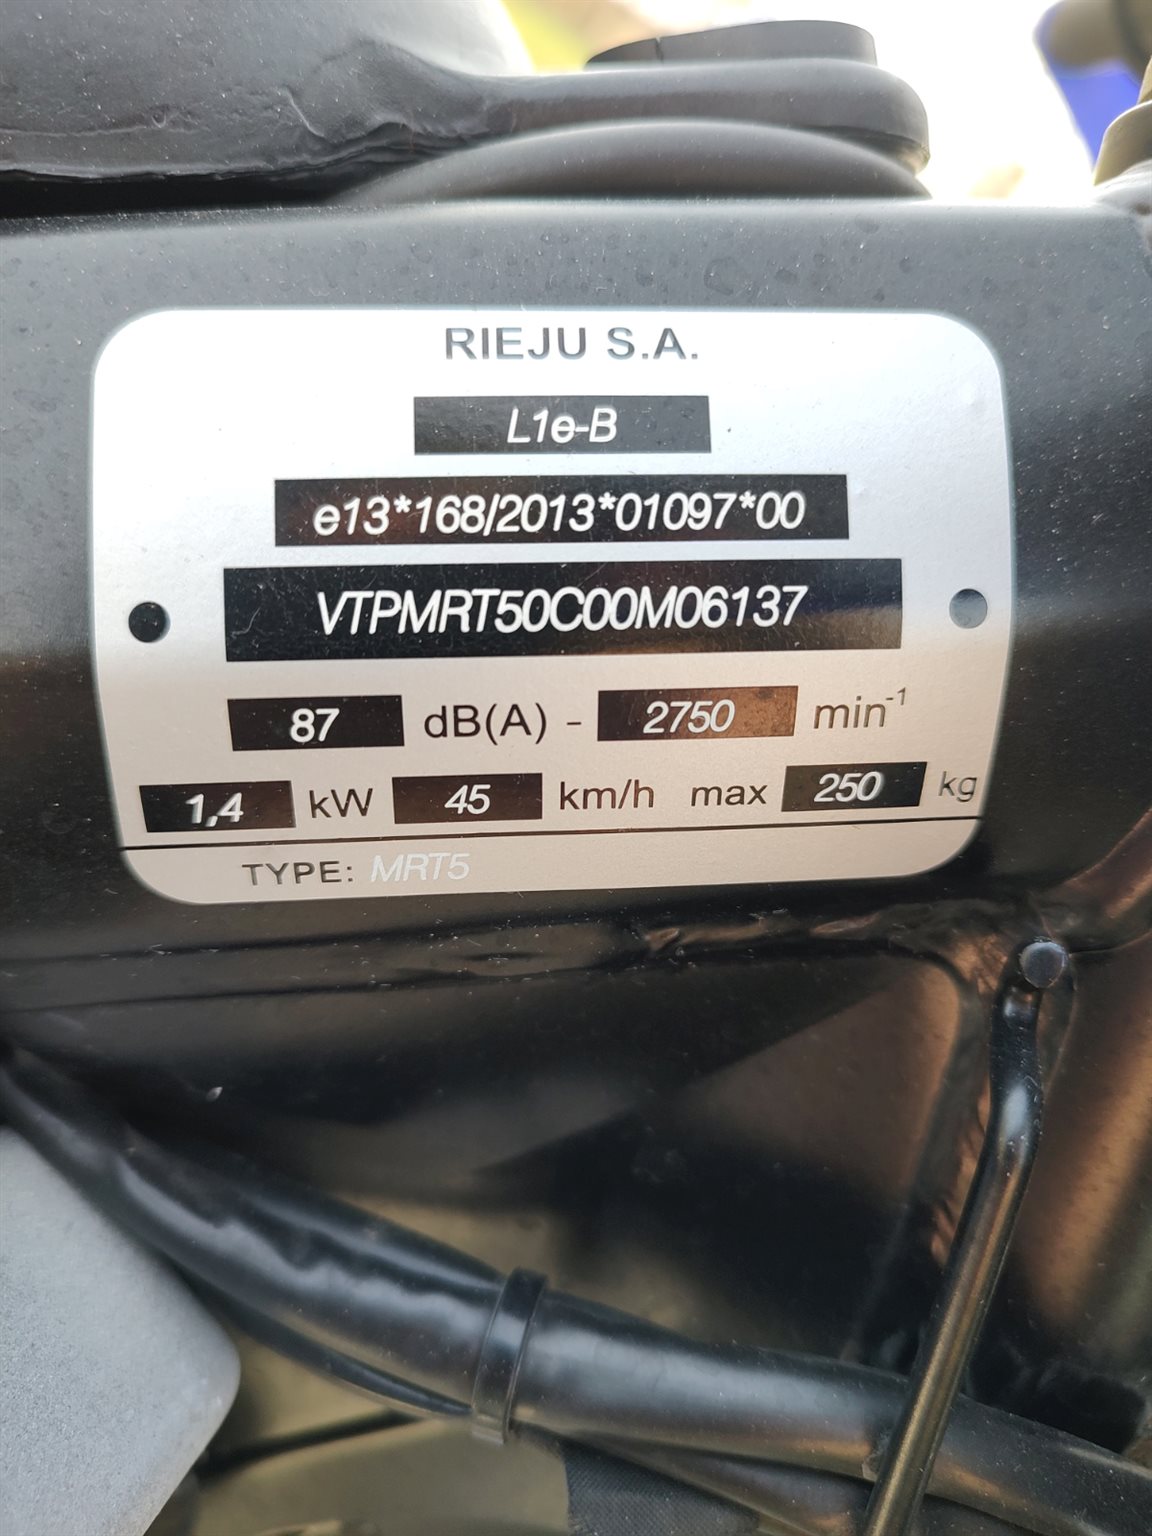 RIEJU S.A.
L1e-B
e13*168/2013*01097*00
VTPMRT50C00M06137
87 dB(A) - 2750 min⁻¹
1,4 kW 45 km/h max 250 kg
TYPE: MRT5